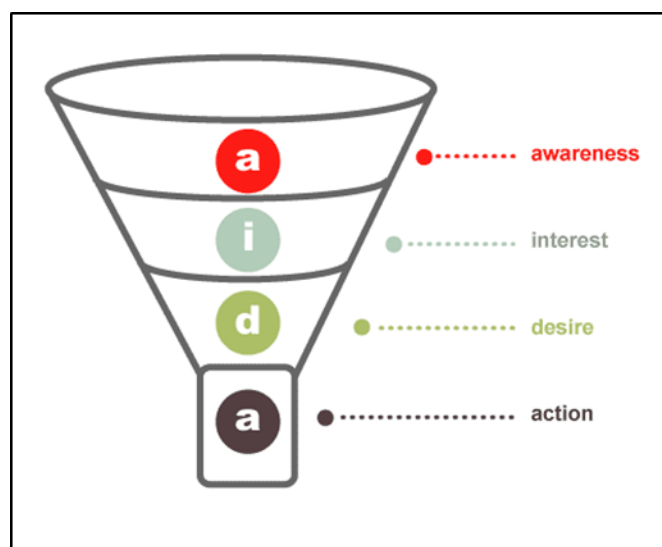 a awareness
i interest
d desire
a action